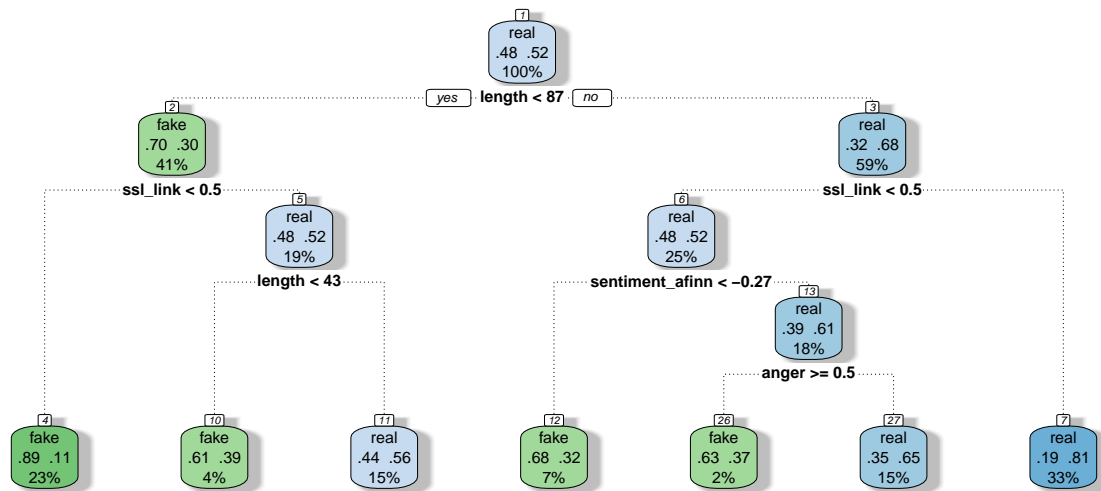 1
real
.48 .52
100%
yes length < 87 no
2
fake
.70 .30
41%
3
real
.32 .68
59%
ssl_link < 0.5
ssl_link < 0.5
5
real
.48 .52
19%
6
real
.48 .52
25%
length < 43
sentiment_afinn < −0.27
13
real
.39 .61
18%
anger >= 0.5
4
fake
.89 .11
23%
10
fake
.61 .39
4%
11
real
.44 .56
15%
12
fake
.68 .32
7%
26
fake
.63 .37
2%
27
real
.35 .65
15%
7
real
.19 .81
33%